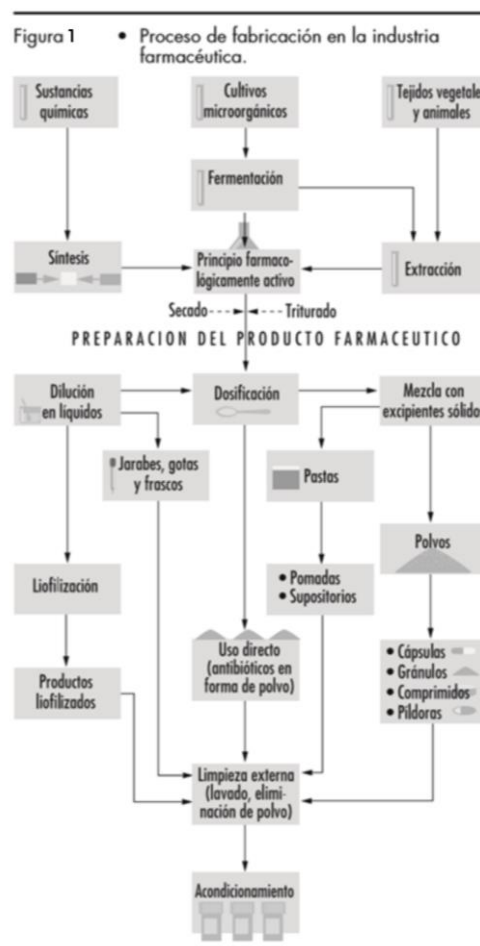 Figura 1 • Proceso de fabricación en la industria
farmacéutica.
Sustancias
químicas
Cultivos
microorgánicos
Tejidos vegetale
y animales
Fermentación
Síntesis
Principio farmaco-
lógicamente activo
Extracción
Secado
Triturado
PREPARACION DEL PRODUCTO FARMACEUTICO
Dilución
en líquidos
Dosificación
Mezcla con
excipientes sólido
Jarabes, gotas
y frascos
Pastas
Polvos
Liofilización
• Pomadas
• Supositorios
Uso directo
(antibióticos en
forma de polvo)
• Cápsulas
• Gránulos
• Comprimidos
• Píldoras
Productos
liofilizados
Limpieza externa
(lavado, elimi-
nación de polvo)
Acondicionamiento